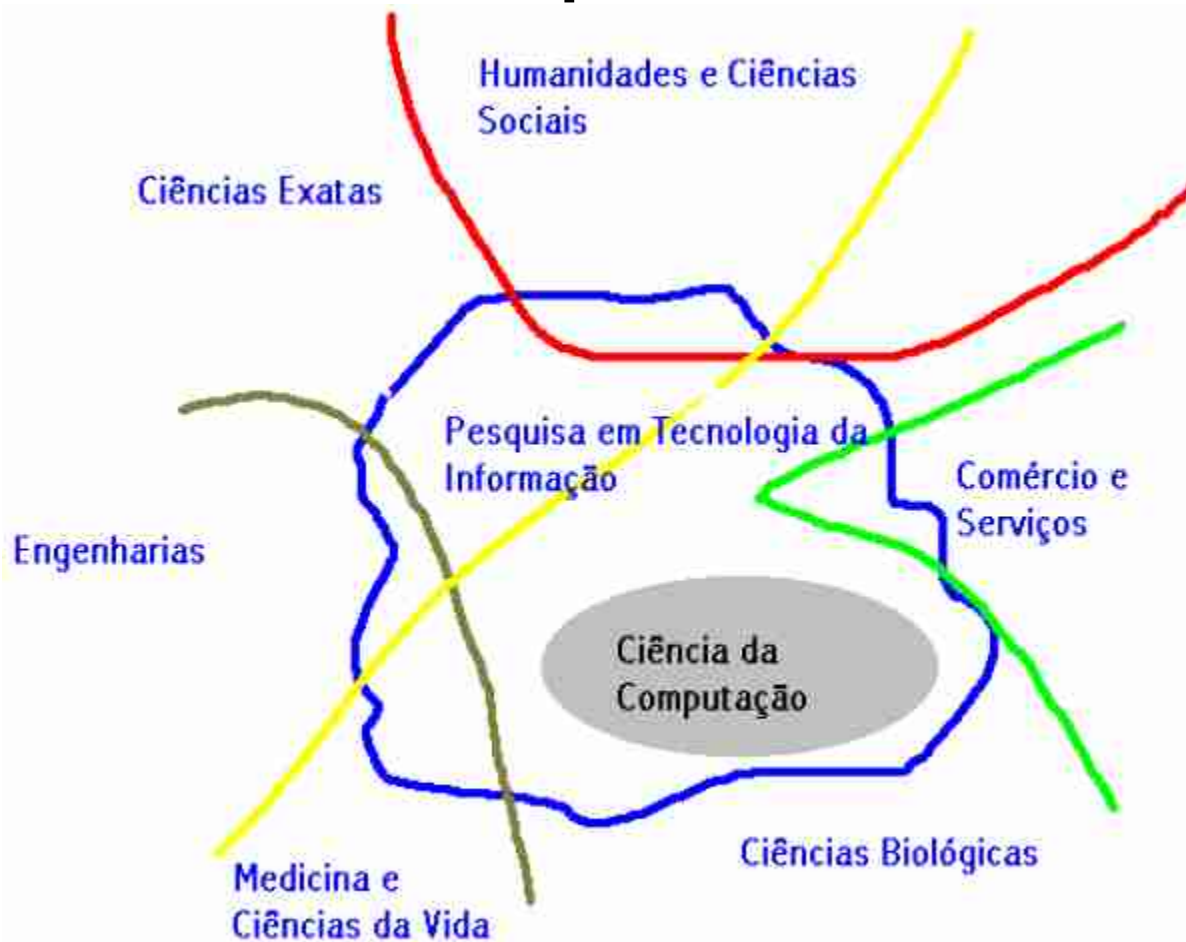 Humanidades e Ciências
Sociais
Ciências Exatas
Pesquisa em Tecnologia da
Informação
Comércio e
Serviços
Engenharias
Ciência da
Computação
Ciências Biológicas
Medicina e
Ciências da Vida